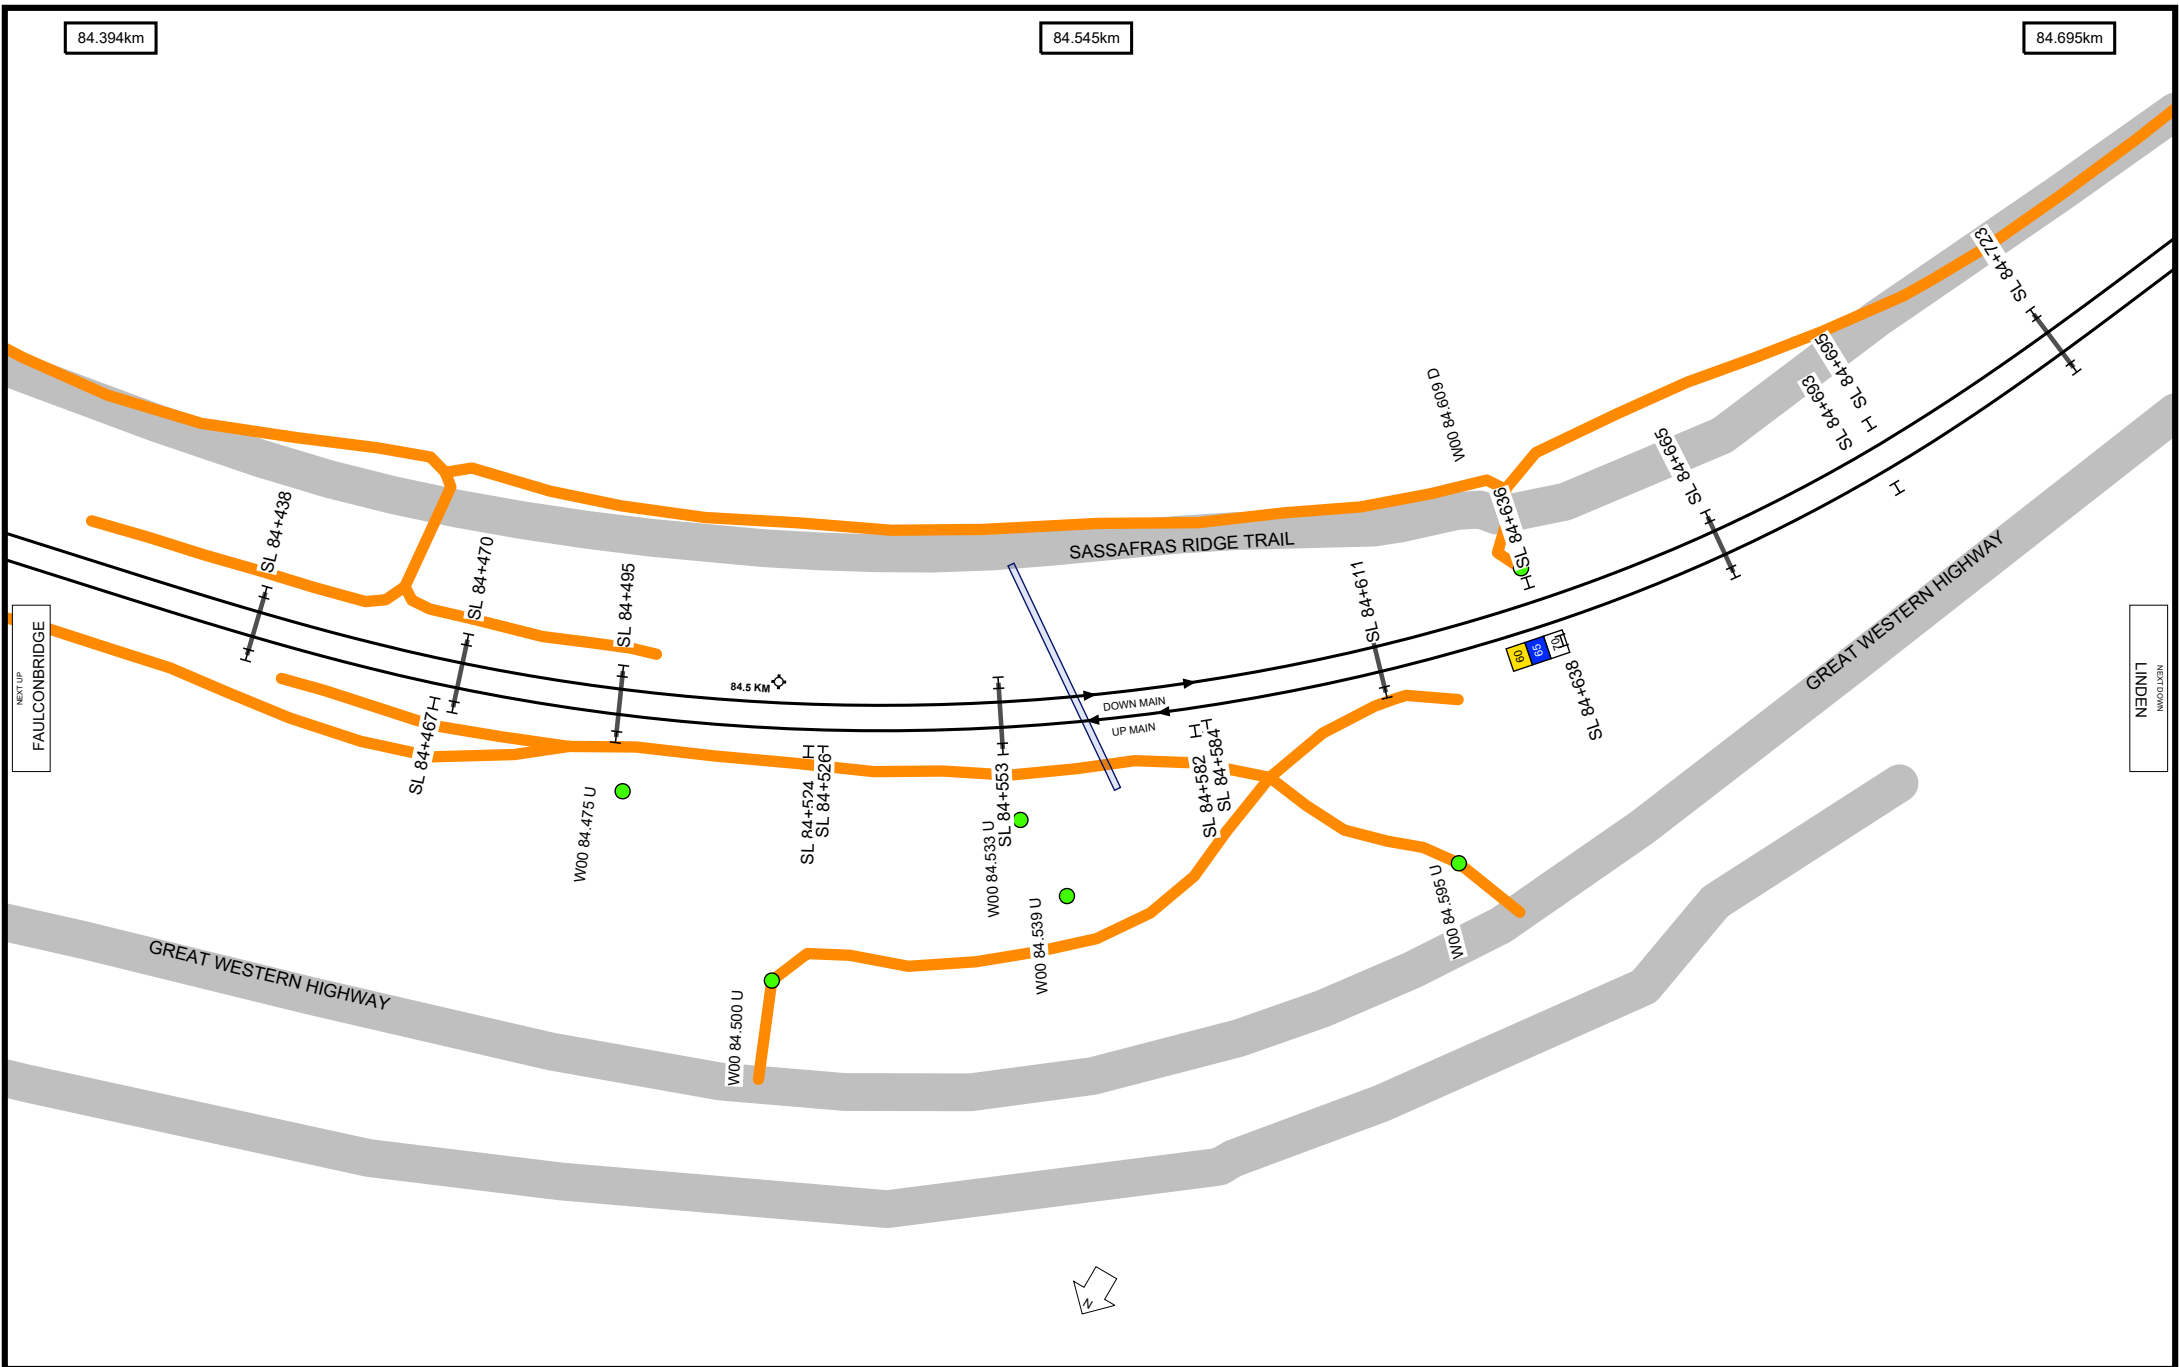 84.394km
84.545km
84.695km
SL 84+723
SL 84+695
SL 84+693
W00 84.609 D
SL 84+665
SL 84+636
SL 84+438
SL 84+470
SL 84+495
SASSAFRAS RIDGE TRAIL
SL 84+611
GREAT WESTERN HIGHWAY
NEXT UP
FAULCONBRIDGE
NEXT DOWN
LINDEN
84.5 KM
DOWN MAIN
UP MAIN
60
65
70
SL 84+638
SL 84+467
SL 84+524
SL 84+526
SL 84+553
SL 84+582
SL 84+584
W00 84.475 U
W00 84.533 U
W00 84.539 U
W00 84.595 U
GREAT WESTERN HIGHWAY
W00 84.500 U
N